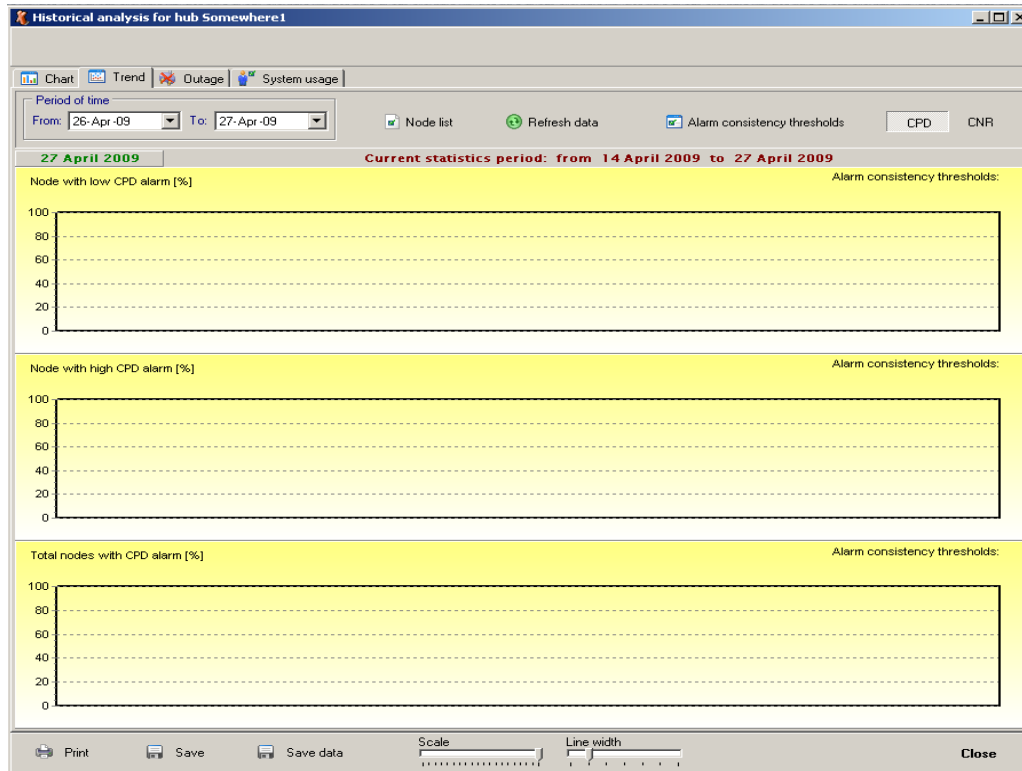 Historical analysis for hub Somewhere1
Chart Trend Outage System usage
Period of time
From: 26-Apr-09 To: 27-Apr-09 Node list Refresh data Alarm consistency thresholds CPD CNR
27 April 2009 Current statistics period: from 14 April 2009 to 27 April 2009
Node with low CPD alarm [%] Alarm consistency thresholds:
100
80
60
40
20
0
Node with high CPD alarm [%] Alarm consistency thresholds:
100
80
60
40
20
0
Total nodes with CPD alarm [%] Alarm consistency thresholds:
100
80
60
40
20
0
Scale Line width
Print Save Save data Close